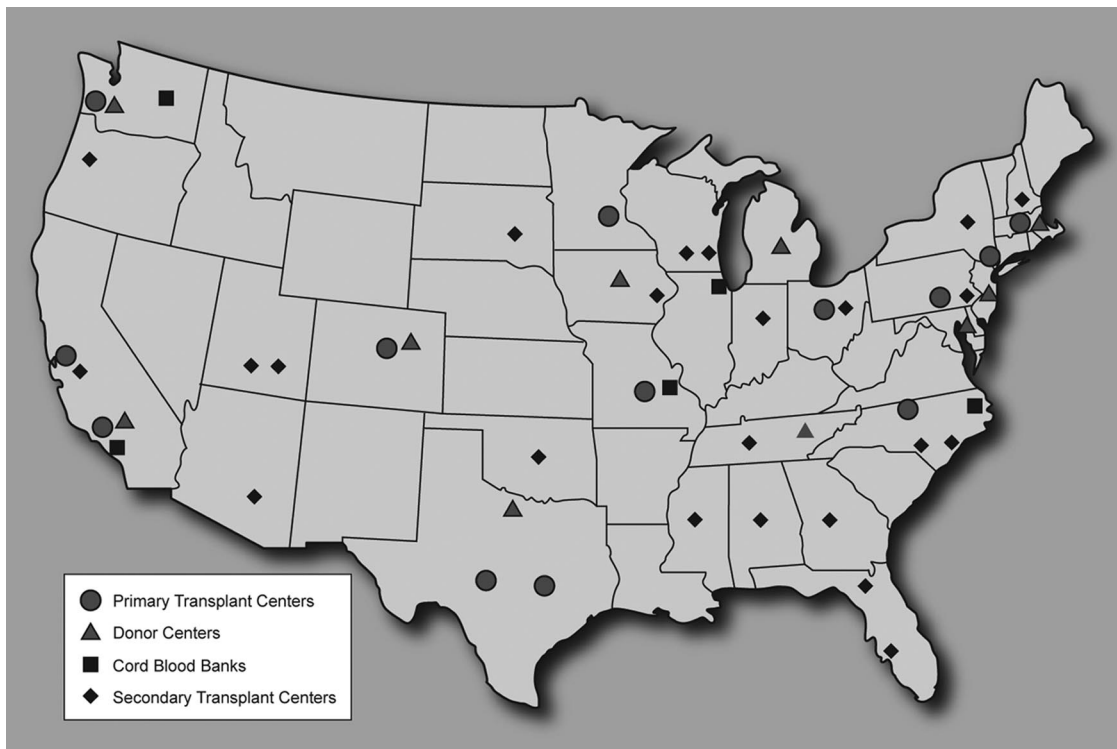 Primary Transplant Centers
Donor Centers
Cord Blood Banks
Secondary Transplant Centers